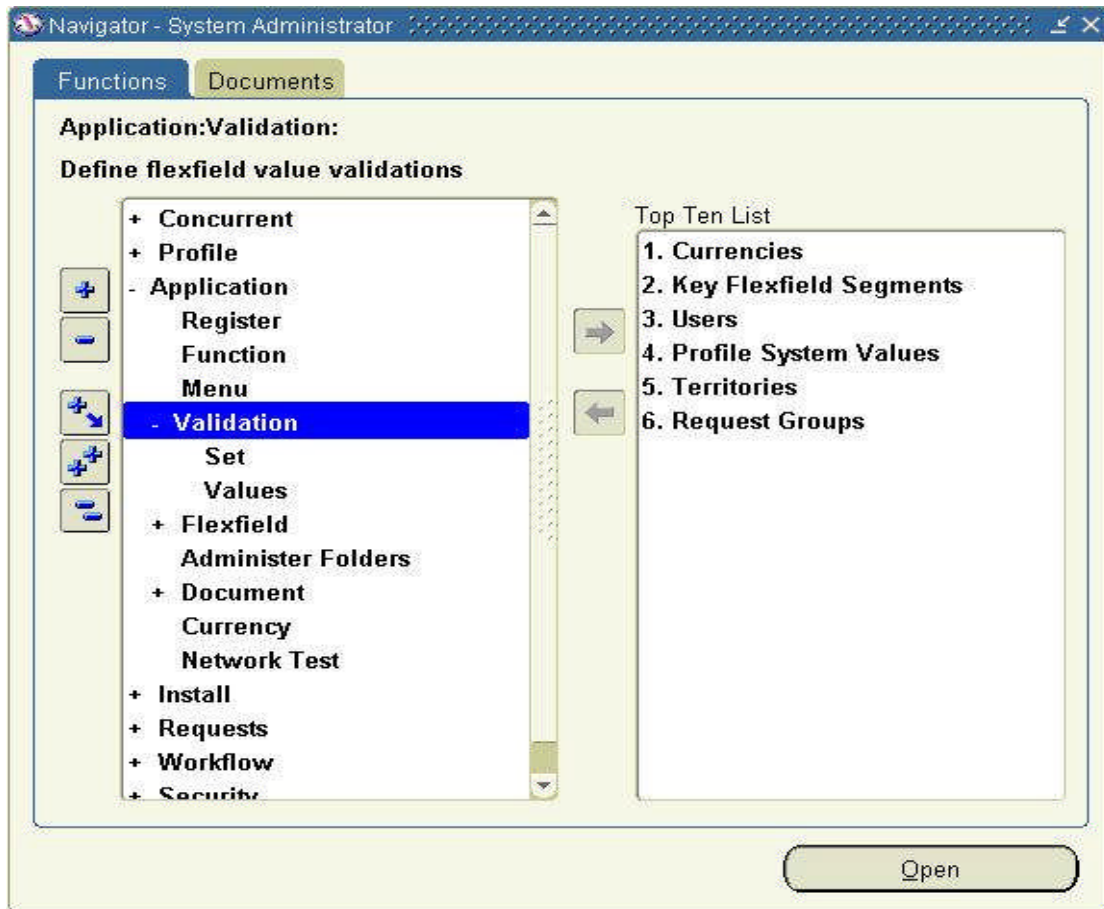 Navigator - System Administrator
Functions
Documents
Application:Validation:
Define flexfield value validations
+ Concurrent
+ Profile
- Application
Register
Function
Menu
- Validation
Set
Values
+ Flexfield
Administer Folders
+ Document
Currency
Network Test
+ Install
+ Requests
+ Workflow
+ Security
Top Ten List
1. Currencies
2. Key Flexfield Segments
3. Users
4. Profile System Values
5. Territories
6. Request Groups
Open